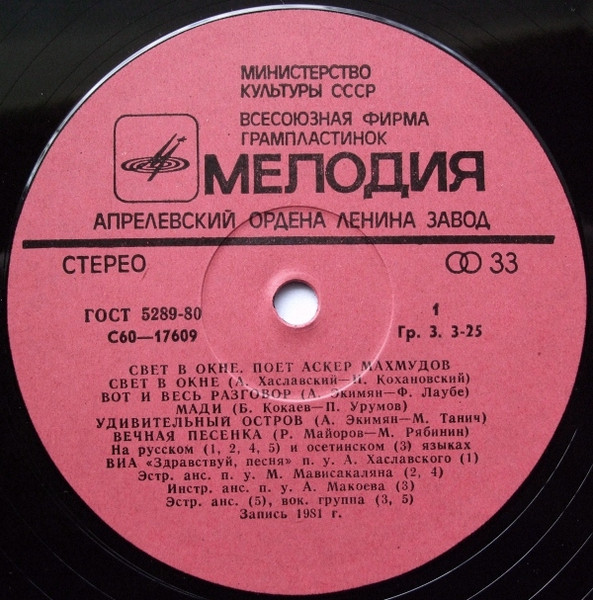 МИНИСТЕРСТВО
КУЛЬТУРЫ СССР
ВСЕСОЮЗНАЯ ФИРМА
ГРАМПЛАСТИНОК
МЕЛОДИЯ
АПРЕЛЕВСКИЙ ОРДЕНА ЛЕНИНА ЗАВОД
СТЕРЕО 33
ГОСТ 5289-80 1
С60—17609 Гр. 3. 3-25
СВЕТ В ОКНЕ. ПОЕТ АСКЕР МАХМУДОВ
СВЕТ В ОКНЕ (А. Хаславский—И. Кохановский)
ВОТ И ВЕСЬ РАЗГОВОР (А. Экимян—Ф. Лаубе)
МАДИ (Б. Кокаев—П. Урумов)
УДИВИТЕЛЬНЫЙ ОСТРОВ (А. Экимян—М. Танич)
ВЕЧНАЯ ПЕСЕНКА (Р. Майоров—М. Рябинин)
На русском (1, 2, 4, 5) и осетинском (3) языках
ВИА «Здравствуй, песня» п. у. А. Хаславского (1)
Эстр. анс. п. у. М. Мависакаляна (2, 4)
Инстр. анс. п. у. А. Макоева (3)
Эстр. анс. (5), вок. группа (3, 5)
Запись 1981 г.